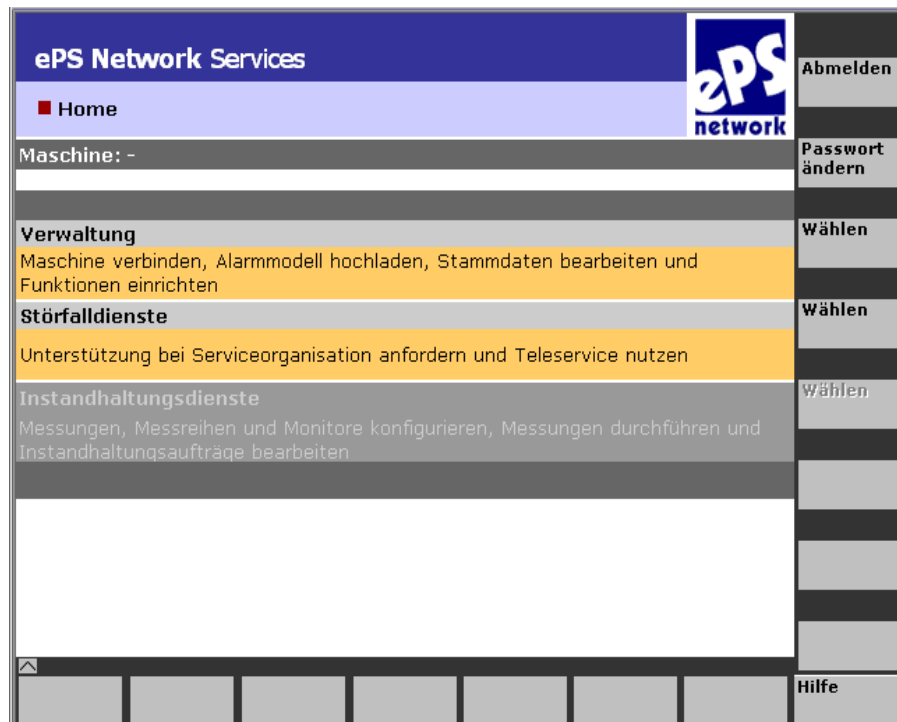 ePS Network Services
ePS
network
Home
Maschine: -
Verwaltung
Maschine verbinden, Alarmmodell hochladen, Stammdaten bearbeiten und
Funktionen einrichten
Störfalldienste
Unterstützung bei Serviceorganisation anfordern und Teleservice nutzen
Instandhaltungsdienste
Messungen, Messreihen und Monitore konfigurieren, Messungen durchführen und
Instandhaltungsaufträge bearbeiten
Abmelden
Passwort
ändern
Wählen
Wählen
Wählen
Hilfe